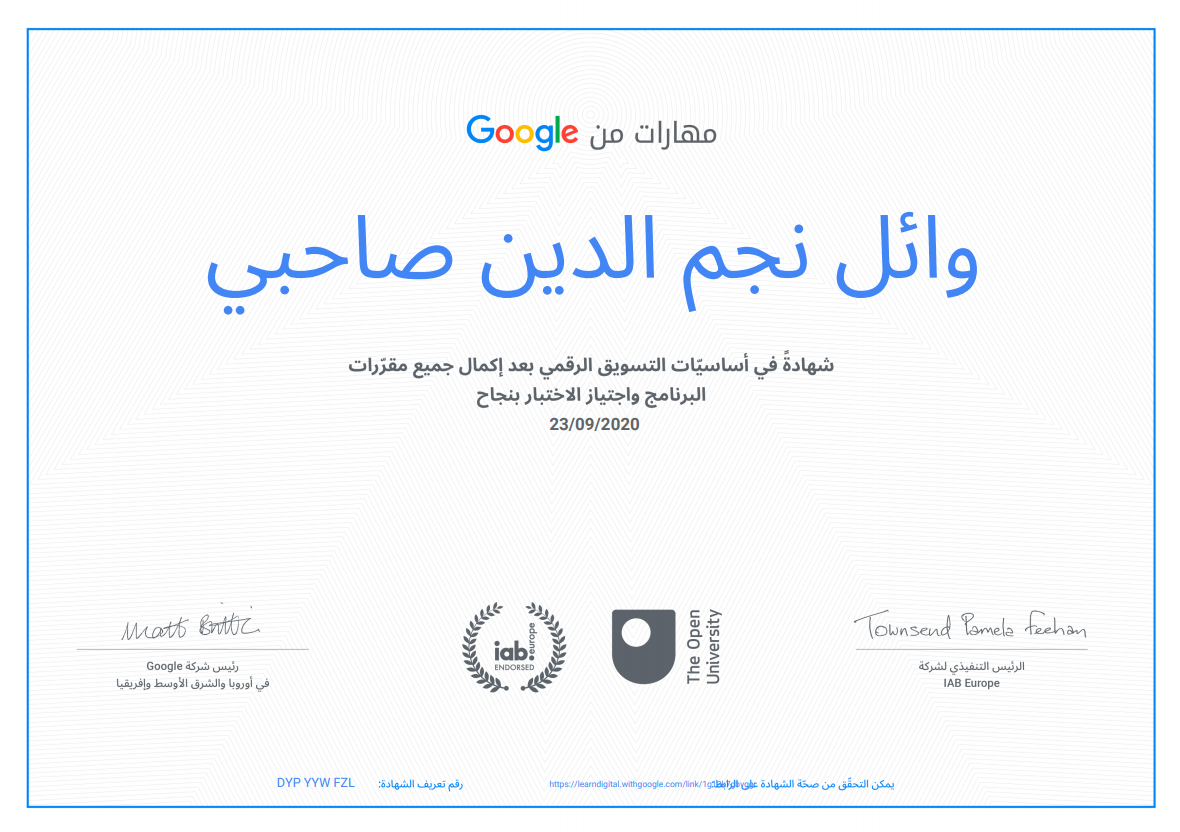 مهارات من Google
وائل نجم الدين صاحبي
شهادةً في أساسيّات التسويق الرقمي بعد إكمال جميع مقرّرات
البرنامج واجتياز الاختبار بنجاح
23/09/2020
Townsend Pamela Feehan
الرئيس التنفيذي لشركة
IAB Europe
The Open
University
iab europe
ENDORSED
Matt
رئيس شركة Google
في أوروبا والشرق الأوسط وإفريقيا
يمكن التحقّق من صحّة الشهادة على الرابط: https://learndigital.withgoogle.com/link/
رقم تعريف الشهادة: DYP YYW FZL